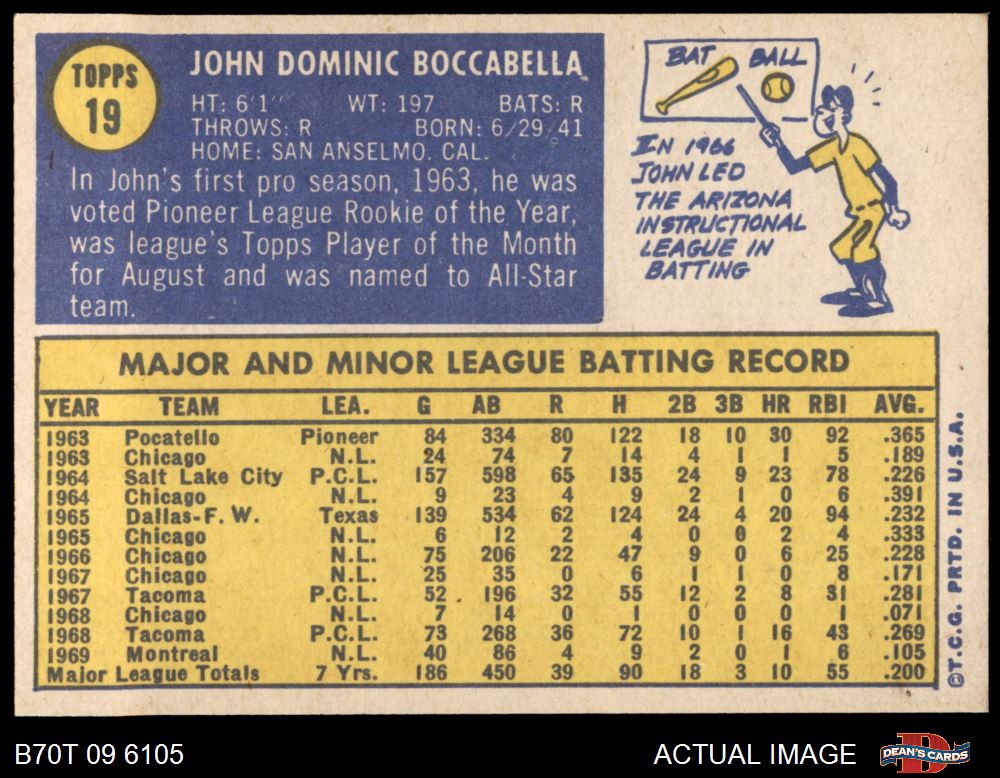 TOPPS
19
JOHN DOMINIC BOCCABELLA
HT: 6'1" WT: 197 BATS: R
THROWS: R BORN: 6/29/41
HOME: SAN ANSELMO, CAL.
In John's first pro season, 1963, he was
voted Pioneer League Rookie of the Year,
was league's Topps Player of the Month
for August and was named to All-Star
team.
BAT BALL
IN 1966
JOHN LED
THE ARIZONA
INSTRUCTIONAL
LEAGUE IN
BATTING
MAJOR AND MINOR LEAGUE BATTING RECORD
YEAR TEAM LEA. G AB R H 2B 3B HR RBI AVG.
1963 Pocatello Pioneer 84 334 80 122 18 10 30 92 .365
1963 Chicago N.L. 24 74 7 14 4 1 1 5 .189
1964 Salt Lake City P.C.L. 157 598 65 135 24 9 23 78 .226
1964 Chicago N.L. 9 23 4 9 2 1 0 6 .391
1965 Dallas-F.W. Texas 139 534 62 124 24 4 20 94 .232
1965 Chicago N.L. 6 12 2 4 0 0 2 4 .333
1966 Chicago N.L. 75 206 22 47 9 0 6 25 .228
1967 Chicago N.L. 25 35 0 6 1 1 0 8 .171
1967 Tacoma P.C.L. 52 196 32 55 12 2 8 31 .281
1968 Chicago N.L. 7 14 0 1 0 0 0 1 .071
1968 Tacoma P.C.L. 73 268 36 72 10 1 16 43 .269
1969 Montreal N.L. 40 86 4 9 2 0 1 6 .105
Major League Totals 7 Yrs. 186 450 39 90 18 3 10 55 .200
©T.C.G. PRTD. IN U.S.A.
B70T 09 6105
ACTUAL IMAGE
DEAN'S CARDS